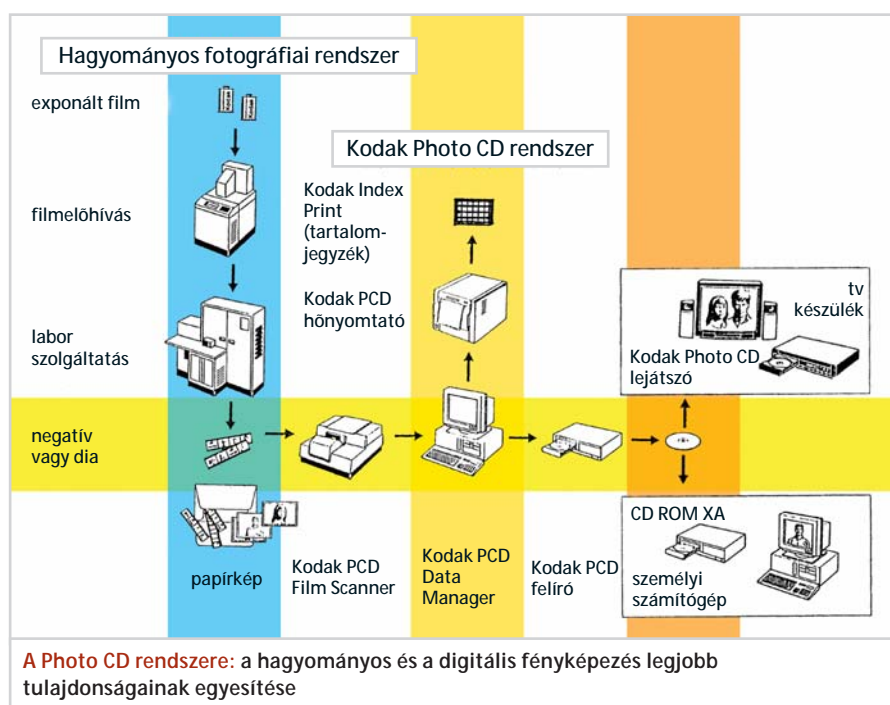 Hagyományos fotográfiai rendszer
exponált film
Kodak Photo CD rendszer
filmelőhívás
Kodak Index
Print
(tartalom-
jegyzék)
Kodak PCD
hőnyomtató
labor
szolgáltatás
tv
készülék
Kodak Photo CD
lejátszó
negatív
vagy dia
papírkép
Kodak PCD
Film Scanner
Kodak PCD
Data
Manager
Kodak PCD
felíró
CD ROM XA
személyi
számítógép
A Photo CD rendszere: a hagyományos és a digitális fényképezés legjobb
tulajdonságainak egyesítése